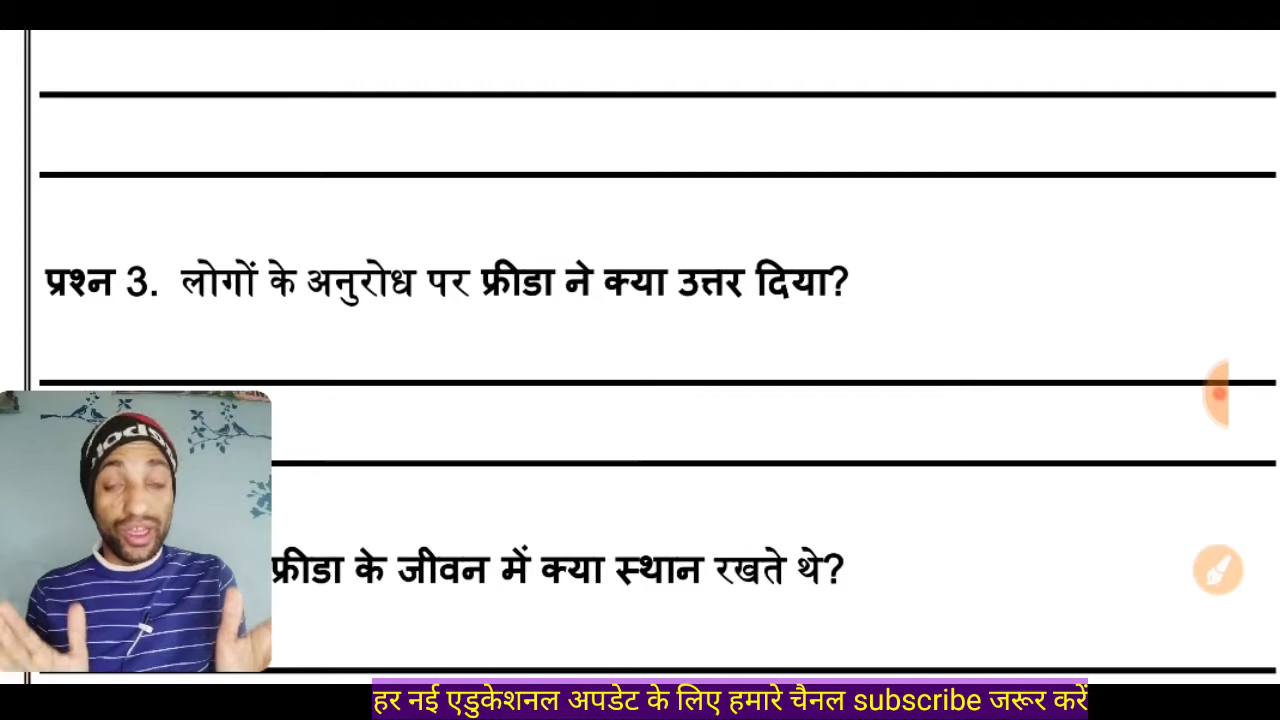 प्रश्न 3. लोगों के अनुरोध पर फ्रीडा ने क्या उत्तर दिया?
फ्रीडा के जीवन में क्या स्थान रखते थे?
हर नई एडुकेशनल अपडेट के लिए हमारे चैनल subscribe जरूर करें